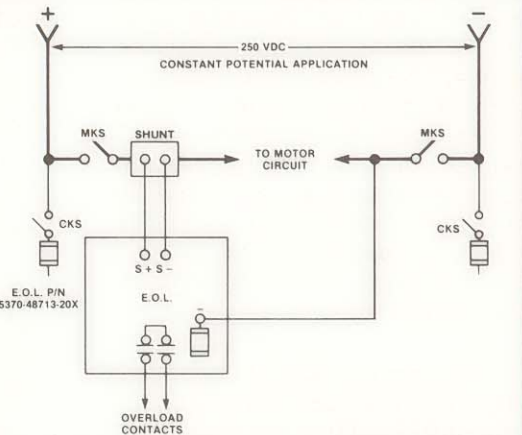 + −
250 VDC
CONSTANT POTENTIAL APPLICATION
MKS SHUNT MKS
TO MOTOR
CIRCUIT
CKS CKS
S + S −
E.O.L. P/N
5370-48713-20X
E.O.L.
−
OVERLOAD
CONTACTS